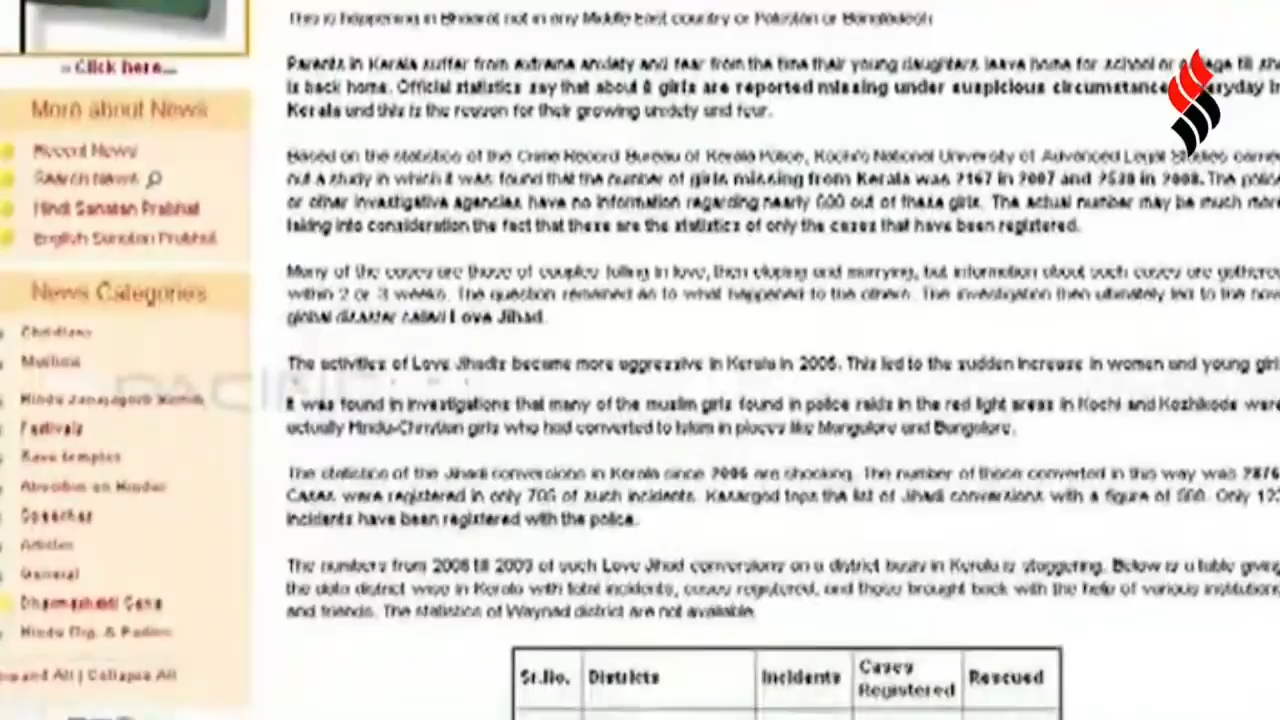 This is happening in Bharat not in any Middle East country or Pakistan or Bangladesh
Click here...
Parents in Kerala suffer from extreme anxiety and fear from the time their young daughters leave home for school or till she
is back home. Official statistics say that about 8 girls are reported missing under suspicious circumstance everyday in
Kerala and this is the reason for their growing anxiety and fear.
More about News
Recent News
Search News
Hindi Sanatan Prabhat
English Sanatan Prabhat
Based on the statistics of the Crime Record Bureau of Kerala Police, Kochi's National University of Advanced Legal Studies carried
out a study in which it was found that the number of girls missing from Kerala was 2167 in 2007 and 2530 in 2008. The police
or other investigative agencies have no information regarding nearly 600 out of these girls. The actual number may be much more
taking into consideration the fact that these are the statistics of only the cases that have been registered.
News Categories
Christians
Muslims
Hindu Janajagruti Samiti
Festivals
Save temples
Atrocities on Hindus
Speeches
Articles
General
Dharmashakti Sena
Hindu Org. & Parties
Expand All | Collapse All
Many of the cases are those of couples falling in love, then eloping and marrying, but information about such cases are gathered
within 2 or 3 weeks. The question remained as to what happened to the others. The investigation then ultimately led to the now
global disaster called Love Jihad.
The activities of Love Jihadis became more aggressive in Kerala in 2005. This led to the sudden increase in women and young girl
It was found in investigations that many of the muslim girls found in police raids in the red light areas in Kochi and Kozhikode were
actually Hindu-Christian girls who had converted to Islam in places like Mangalore and Bangalore.
The statistics of the Jihadi conversions in Kerala since 2006 are shocking. The number of those converted in this way was 2876
Cases were registered in only 705 of such incidents. Kasargod tops the list of Jihadi conversions with a figure of Only 123
incidents have been registered with the police.
The numbers from 2006 till 2009 of such Love Jihad conversions on a district basis in Kerala is staggering. Below is a table giving
the data district wise in Kerala with total incidents, cases registered, and those brought back with the help of various institutions
and friends. The statistics of Waynad district are not available.
Sr.No. Districts Incidents Cases Registered Rescued